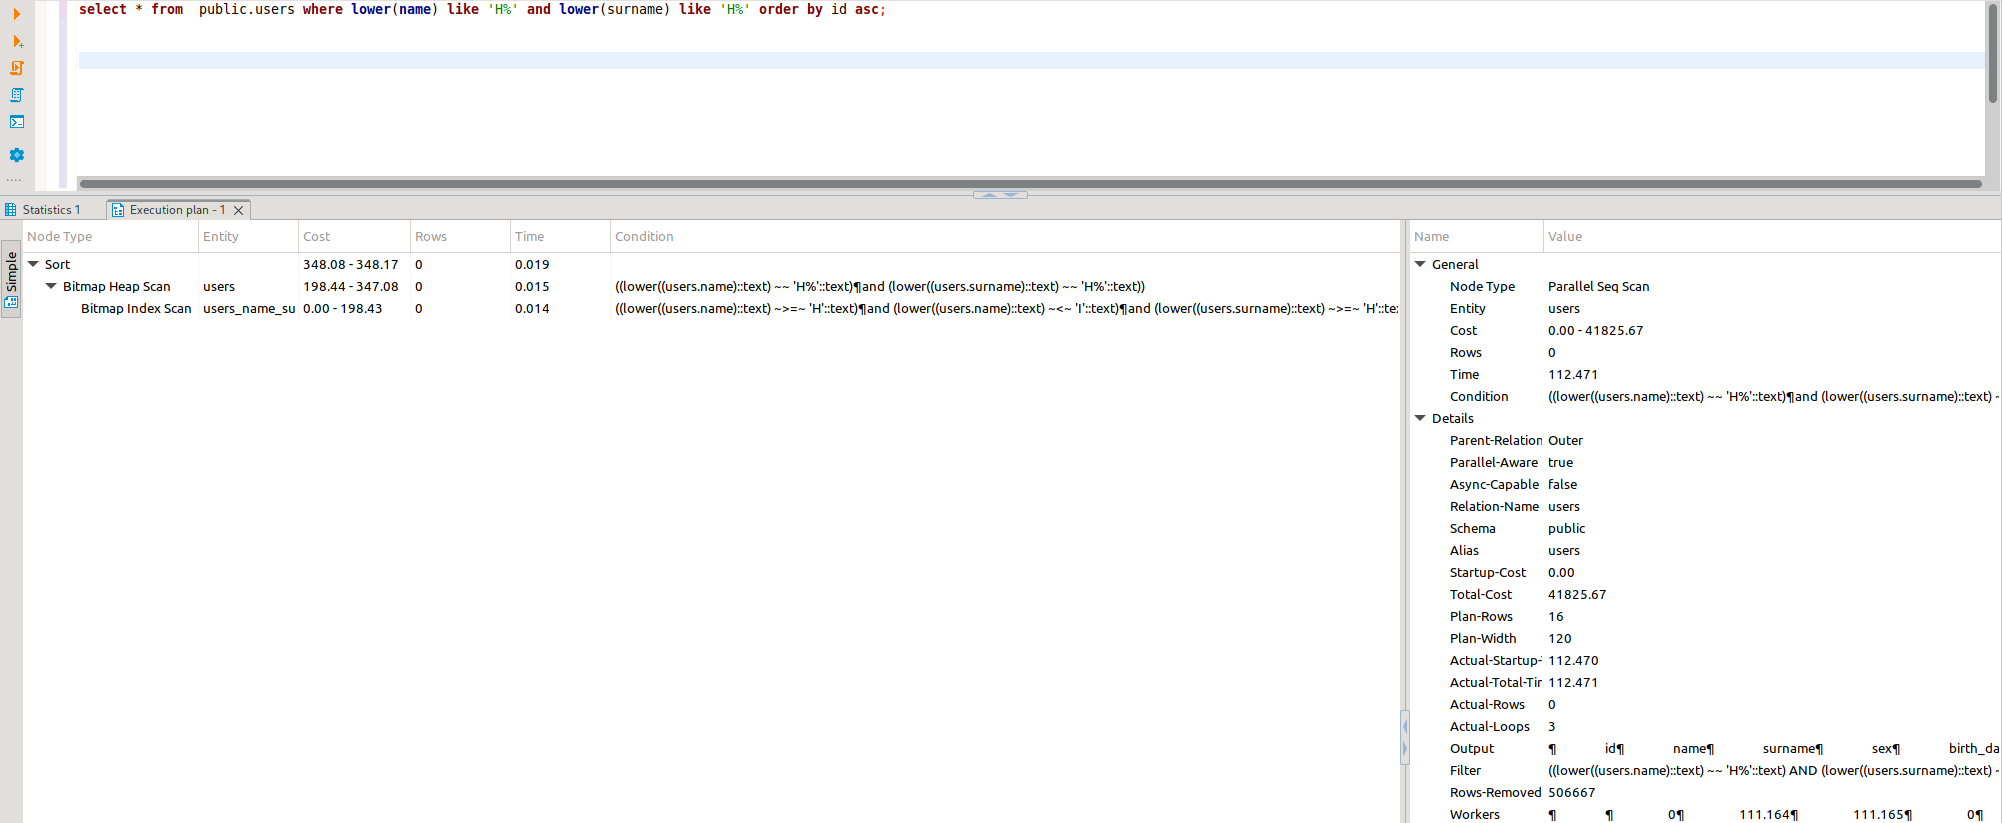 select * from  public.users where lower(name) like 'H%' and lower(surname) like 'H%' order by id asc;
Statistics 1
Execution plan - 1
Simple
Node Type Entity Cost Rows Time Condition
Sort 348.08 - 348.17 0 0.019
Bitmap Heap Scan users 198.44 - 347.08 0 0.015 ((lower((users.name)::text) ~~ 'H%'::text)¶and (lower((users.surname)::text) ~~ 'H%'::text))
Bitmap Index Scan users_name_su 0.00 - 198.43 0 0.014 ((lower((users.name)::text) ~>=~ 'H'::text)¶and (lower((users.name)::text) ~<~ 'I'::text)¶and (lower((users.surname)::text) ~>=~ 'H'::te
Name Value
General
Node Type Parallel Seq Scan
Entity users
Cost 0.00 - 41825.67
Rows 0
Time 112.471
Condition ((lower((users.name)::text) ~~ 'H%'::text)¶and (lower((users.surname)::text) ~
Details
Parent-Relation Outer
Parallel-Aware true
Async-Capable false
Relation-Name users
Schema public
Alias users
Startup-Cost 0.00
Total-Cost 41825.67
Plan-Rows 16
Plan-Width 120
Actual-Startup- 112.470
Actual-Total-Tir 112.471
Actual-Rows 0
Actual-Loops 3
Output ¶ id¶ name¶ surname¶ sex¶ birth_da
Filter ((lower((users.name)::text) ~~ 'H%'::text) AND (lower((users.surname)::text) ~
Rows-Removed 506667
Workers ¶ ¶ 0¶ 111.164¶ 111.165¶ 0¶